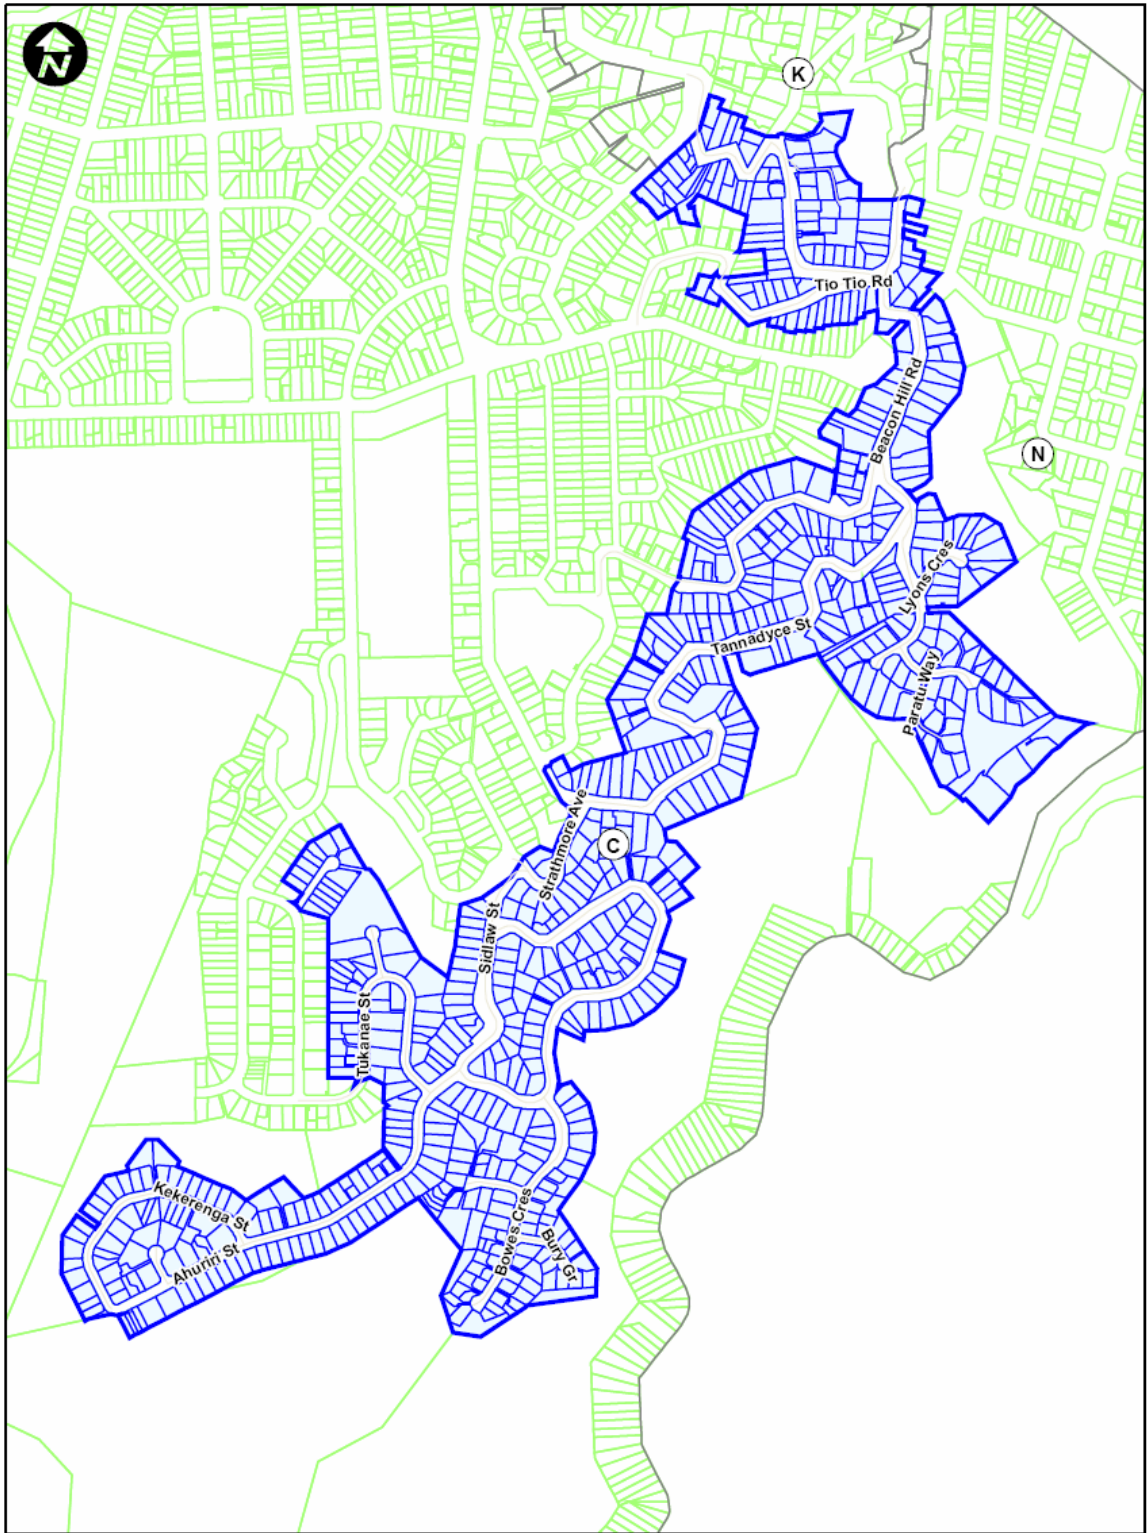 N
K
Tio Tio Rd
Beacon Hill Rd
N
Lyons Cres
Tannadyce St
Paratu Way
Strathmore Ave
C
Sidlaw St
Tukanae St
Kekerenga St
Ahuriri St
Bowes Cres
Bury Gr